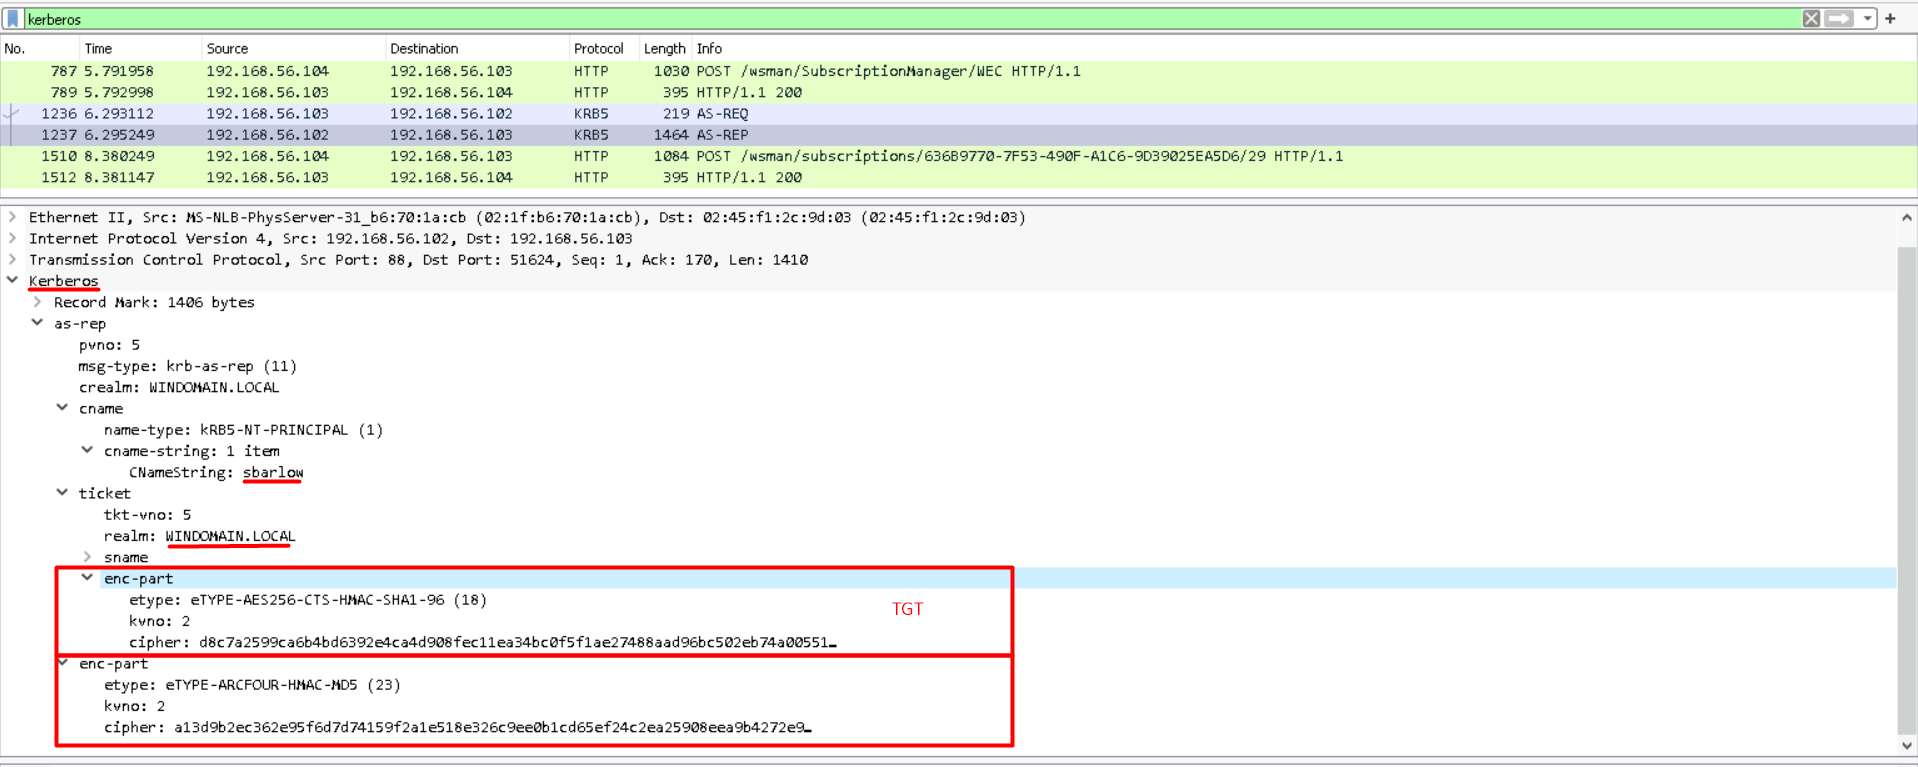 kerberos
No. Time Source Destination Protocol Length Info
787 5.791958 192.168.56.104 192.168.56.103 HTTP 1030 POST /wsman/SubscriptionManager/WEC HTTP/1.1
789 5.792998 192.168.56.103 192.168.56.104 HTTP 395 HTTP/1.1 200
1236 6.293112 192.168.56.103 192.168.56.102 KRB5 219 AS-REQ
1237 6.295249 192.168.56.102 192.168.56.103 KRB5 1464 AS-REP
1510 8.380249 192.168.56.104 192.168.56.103 HTTP 1084 POST /wsman/subscriptions/636B9770-7F53-490F-A1C6-9D39025EA5D6/29 HTTP/1.1
1512 8.381147 192.168.56.103 192.168.56.104 HTTP 395 HTTP/1.1 200
Ethernet II, Src: MS-NLB-PhysServer-31_b6:70:1a:cb (02:1f:b6:70:1a:cb), Dst: 02:45:f1:2c:9d:03 (02:45:f1:2c:9d:03)
Internet Protocol Version 4, Src: 192.168.56.102, Dst: 192.168.56.103
Transmission Control Protocol, Src Port: 88, Dst Port: 51624, Seq: 1, Ack: 170, Len: 1410
Kerberos
Record Mark: 1406 bytes
as-rep
pvno: 5
msg-type: krb-as-rep (11)
crealm: WINDOMAIN.LOCAL
cname
name-type: kRB5-NT-PRINCIPAL (1)
cname-string: 1 item
CNameString: sbarlow
ticket
tkt-vno: 5
realm: WINDOMAIN.LOCAL
sname
enc-part
etype: eTYPE-AES256-CTS-HMAC-SHA1-96 (18)
TGT
kvno: 2
cipher: d8c7a2599ca6b4bd6392e4ca4d908fec11ea34bc0f5f1ae27488aad96bc502eb74a00551…
enc-part
etype: eTYPE-ARCFOUR-HMAC-MD5 (23)
kvno: 2
cipher: a13d9b2ec362e95f6d7d74159f2a1e518e326c9ee0b1cd65ef24c2ea25908eea9b4272e9…